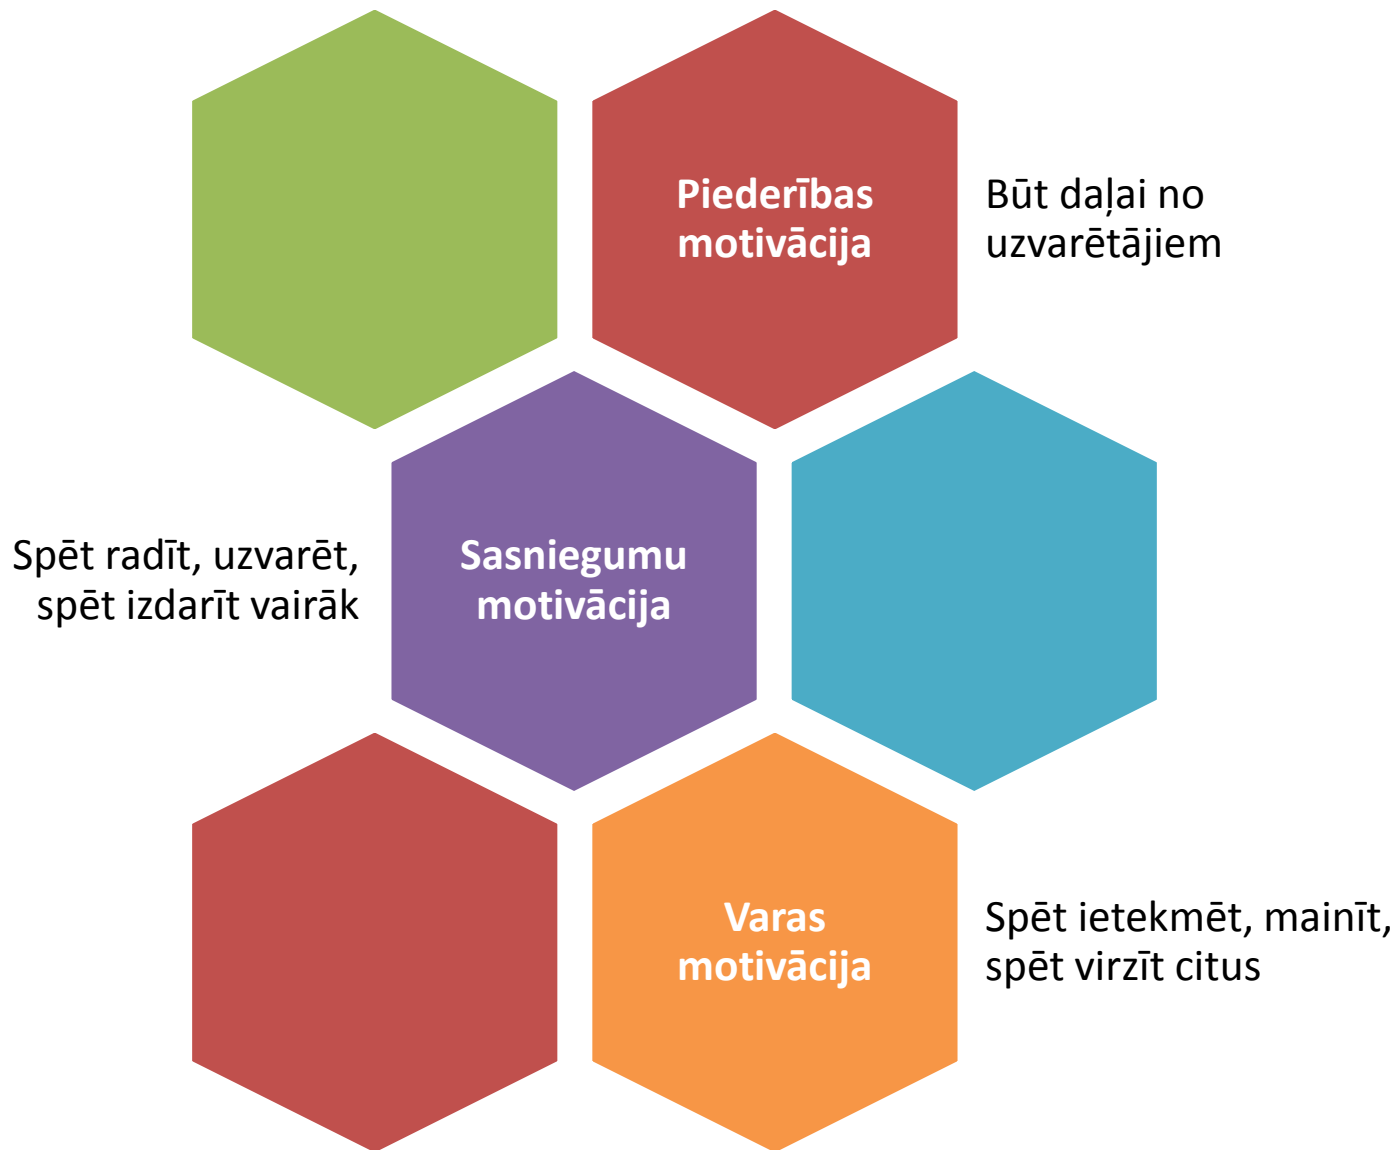 Piederības
motivācija
Būt daļai no
uzvarētājiem
Spēt radīt, uzvarēt,
spēt izdarīt vairāk
Sasniegumu
motivācija
Varas
motivācija
Spēt ietekmēt, mainīt,
spēt virzīt citus